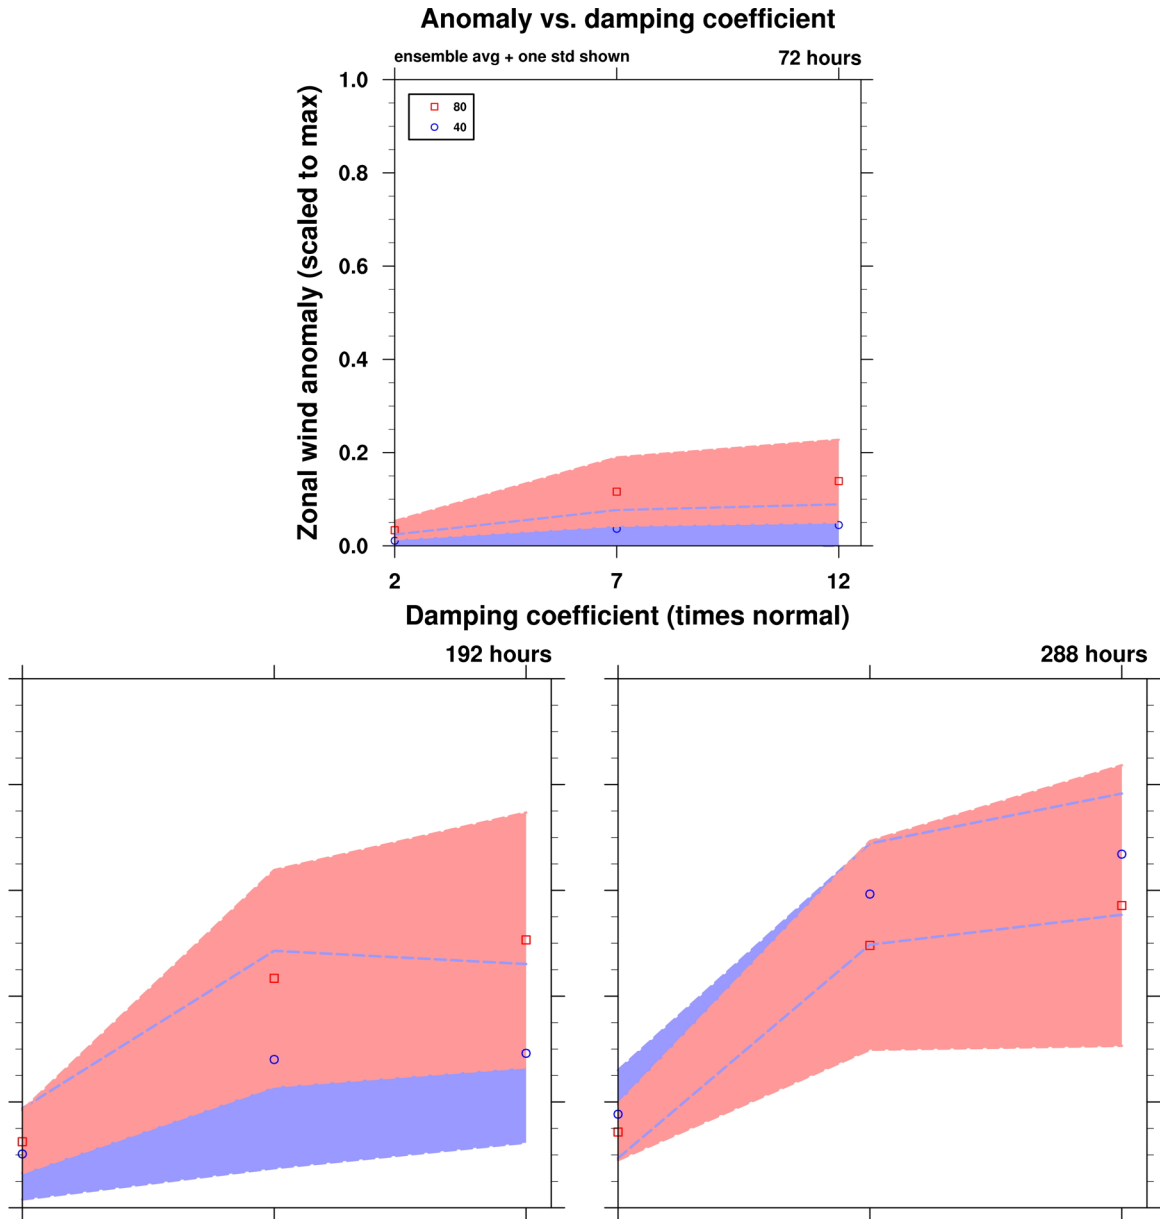 Anomaly vs. damping coefficient
ensemble avg + one std shown
72 hours
Zonal wind anomaly (scaled to max)
1.0
0.8
0.6
0.4
0.2
0.0
80
40
2 7 12
Damping coefficient (times normal)
192 hours
288 hours